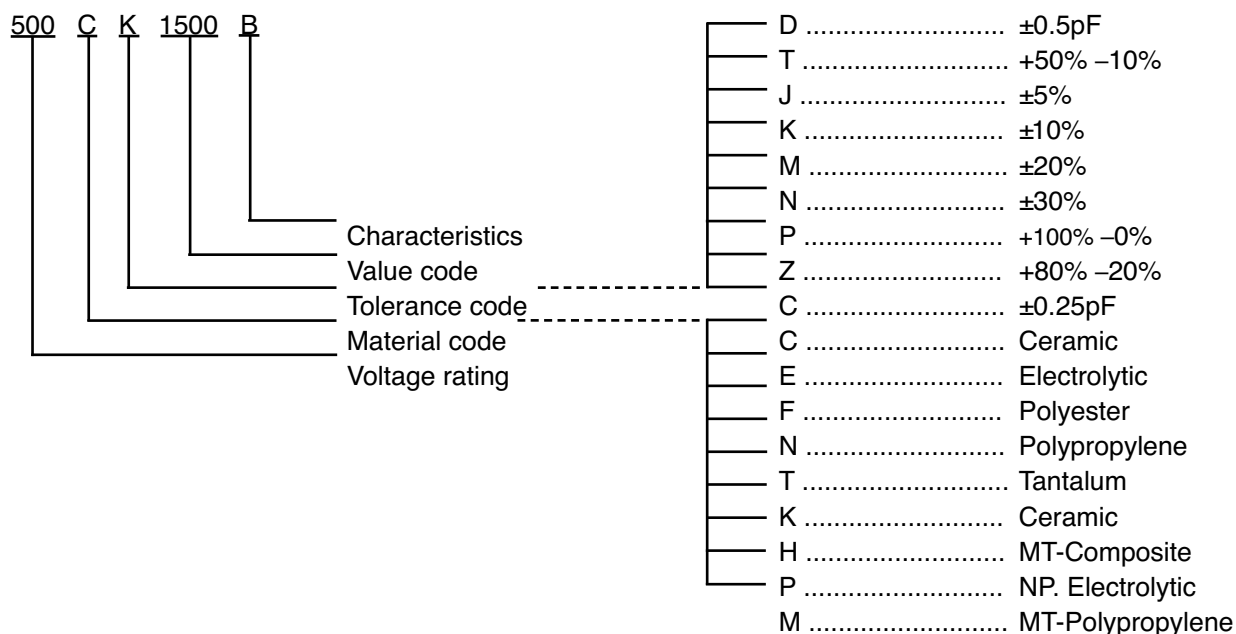 500 C K 1500 B
Characteristics
Value code
Tolerance code
Material code
Voltage rating
D ............................ ±0.5pF
T ............................. +50% –10%
J ............................. ±5%
K ............................ ±10%
M ............................ ±20%
N ............................ ±30%
P ............................ +100% –0%
Z ............................ +80% –20%
C ............................ ±0.25pF
C ............................ Ceramic
E ............................ Electrolytic
F ............................ Polyester
N ............................ Polypropylene
T ............................. Tantalum
K ............................ Ceramic
H ............................ MT-Composite
P ............................ NP. Electrolytic
M ............................ MT-Polypropylene